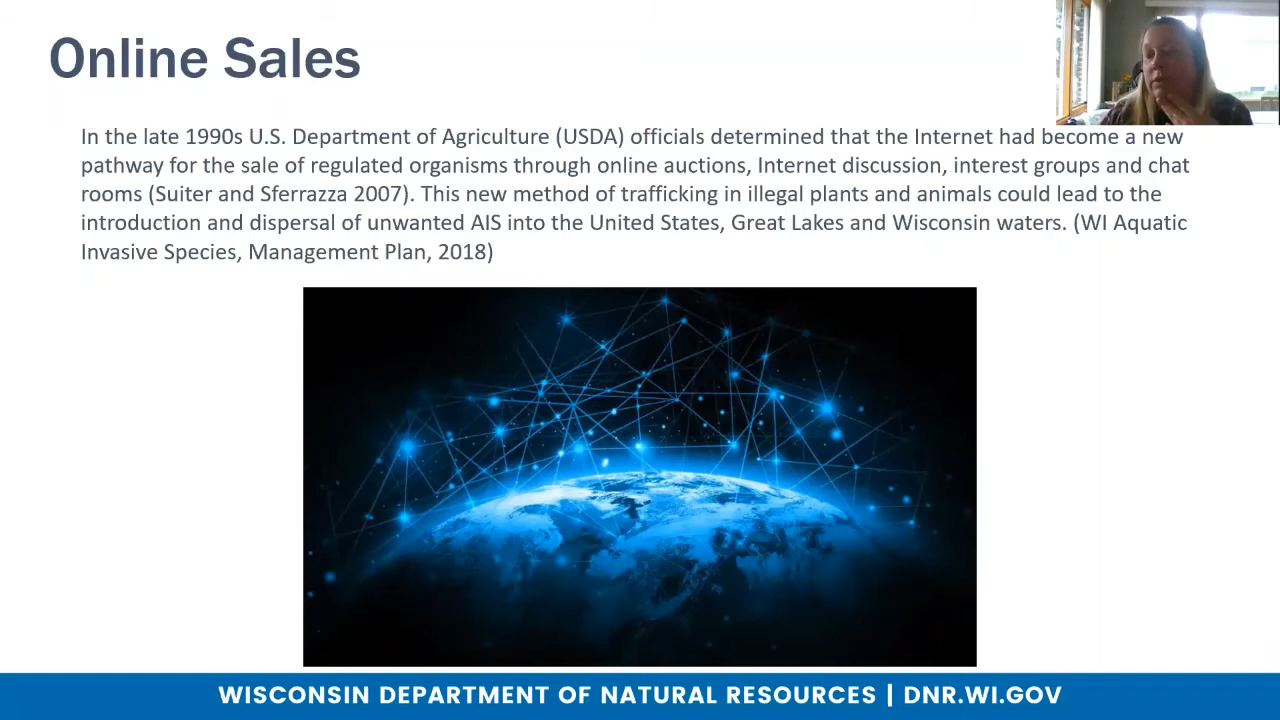 Online Sales
In the late 1990s U.S. Department of Agriculture (USDA) officials determined that the Internet had become a new
pathway for the sale of regulated organisms through online auctions, Internet discussion, interest groups and chat
rooms (Suiter and Sferrazza 2007). This new method of trafficking in illegal plants and animals could lead to the
introduction and dispersal of unwanted AIS into the United States, Great Lakes and Wisconsin waters. (WI Aquatic
Invasive Species, Management Plan, 2018)
WISCONSIN DEPARTMENT OF NATURAL RESOURCES | DNR.WI.GOV